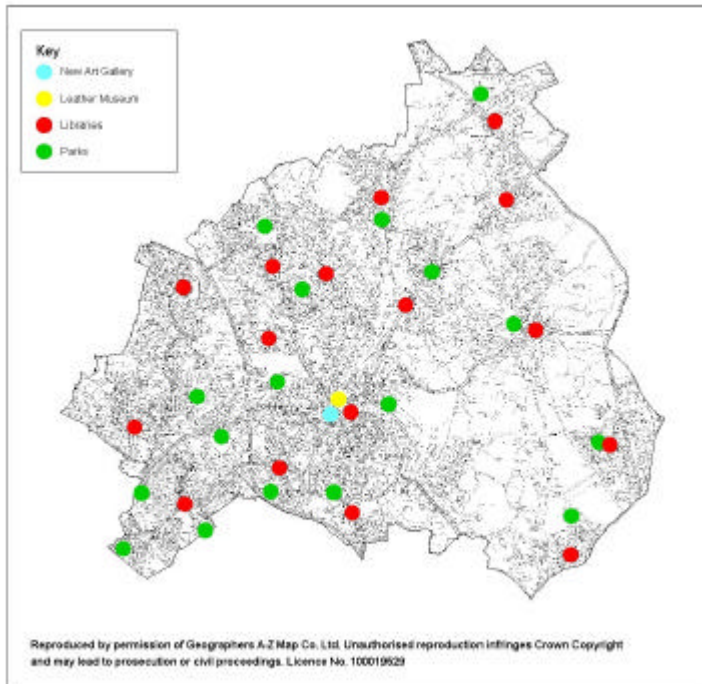 Key
New Art Gallery
Leather Museum
Libraries
Parks
Reproduced by permission of Geographers A-Z Map Co. Ltd. Unauthorised reproduction infringes Crown Copyright
and may lead to prosecution or civil proceedings. Licence No. 100019529